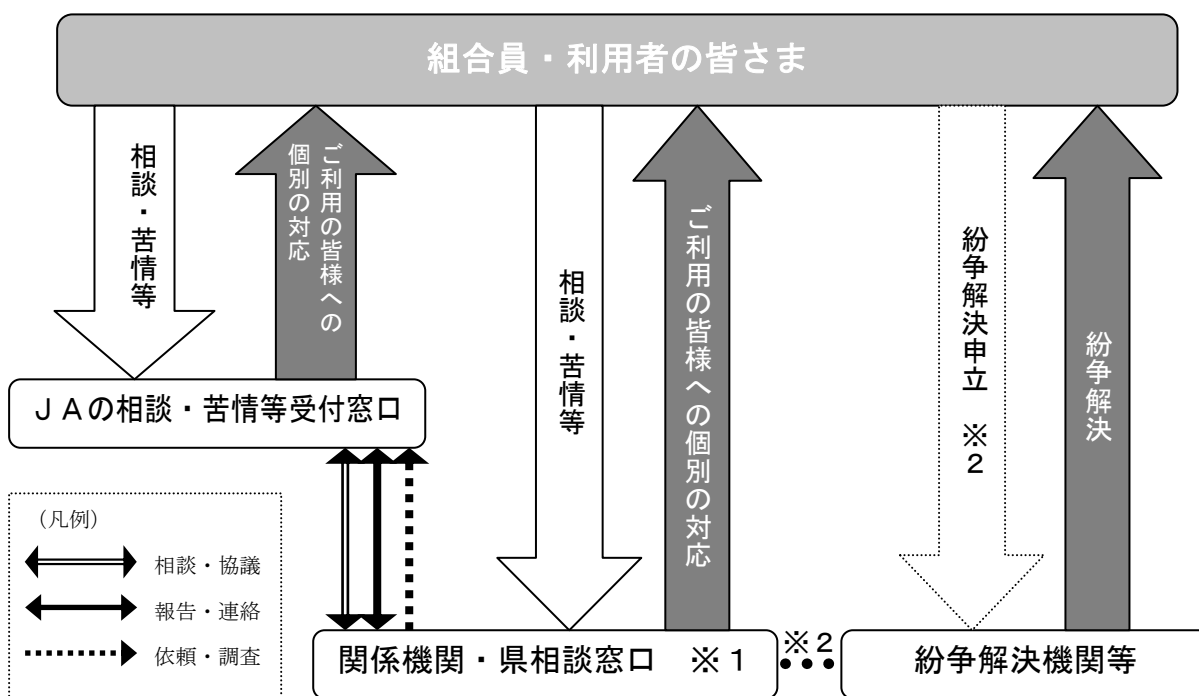 組合員・利用者の皆さま
相談・苦情等
ご利用の皆様への
個別の対応
相談・苦情等
ご利用の皆様への個別の対応
紛争解決申立 ※2
紛争解決
JAの相談・苦情等受付窓口
(凡例)
相談・協議
報告・連絡
依頼・調査
関係機関・県相談窓口 ※1
※2
紛争解決機関等